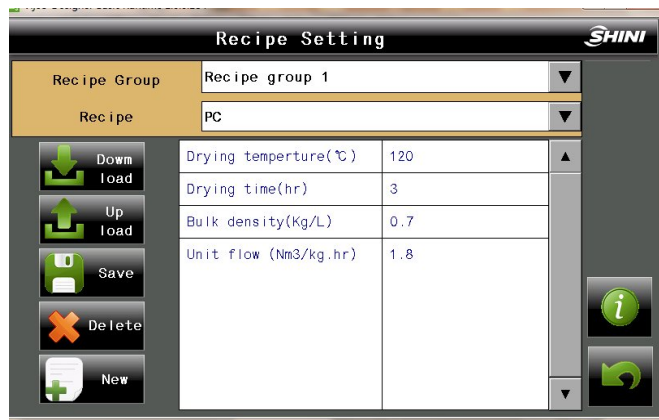 Recipe Setting
SHINI
Recipe Group
Recipe group 1
Recipe
PC
Dowm
load
Up
load
Save
Delete
New
Drying temperture(℃) 120
Drying time(hr) 3
Bulk density(Kg/L) 0.7
Unit flow (Nm3/kg.hr) 1.8
i